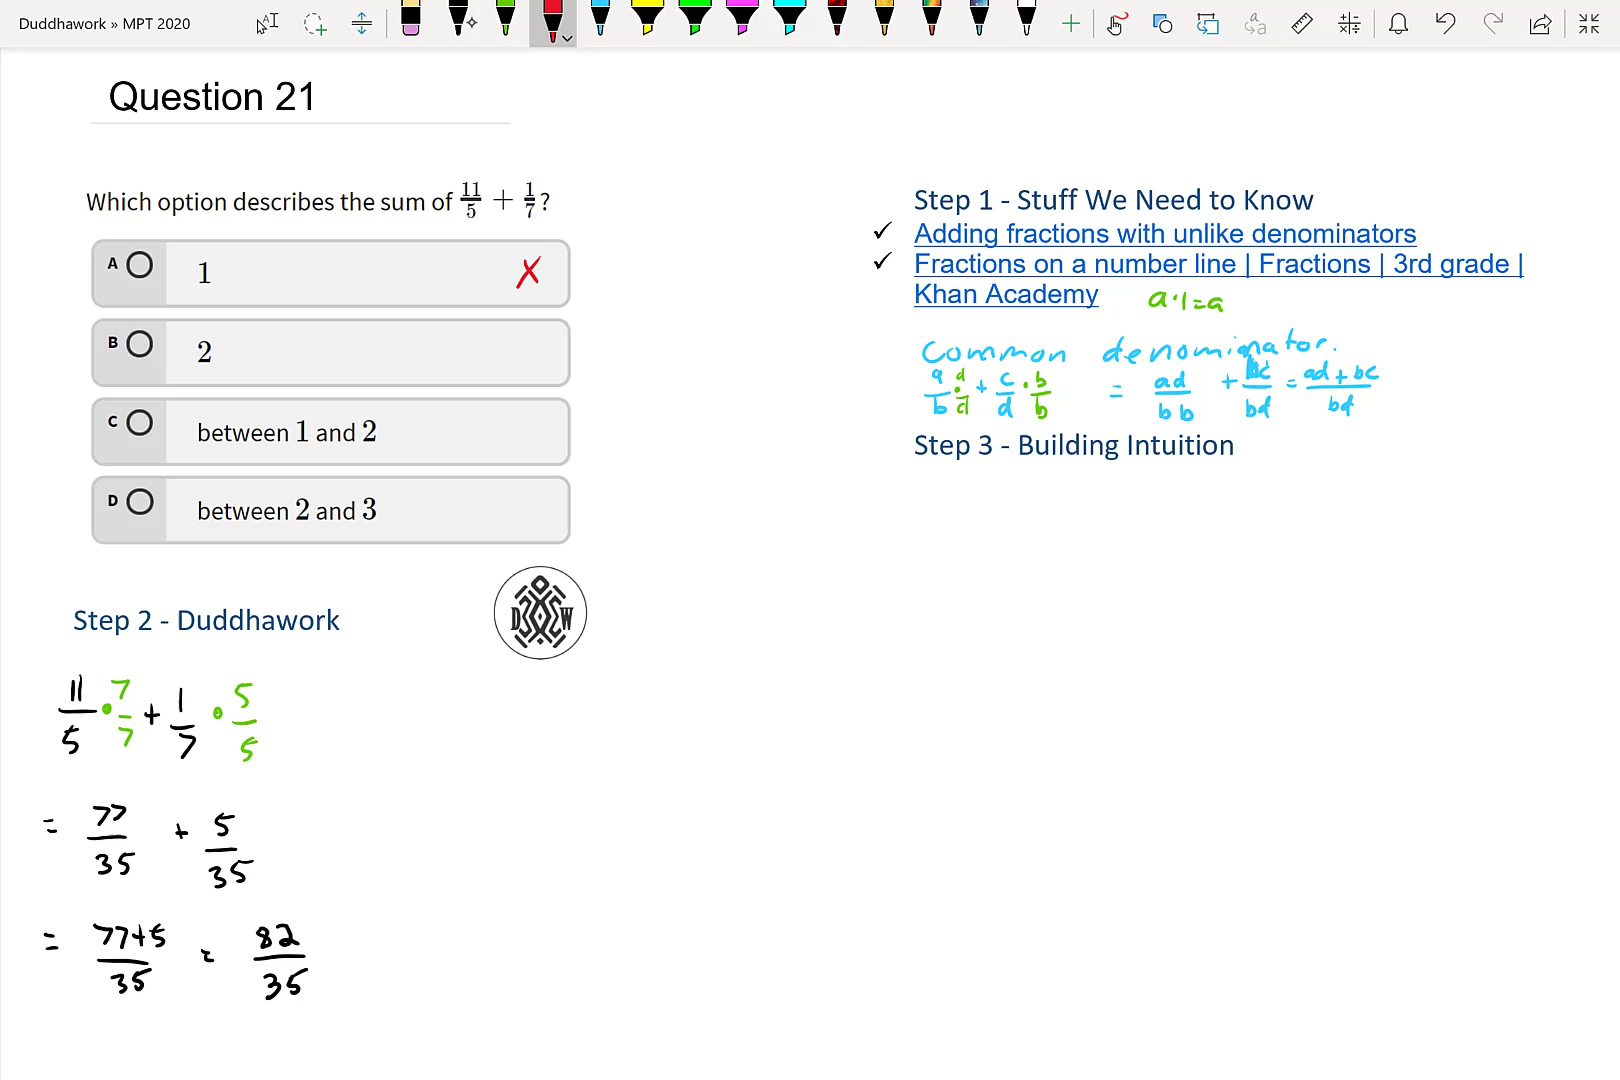 Duddhawork » MPT 2020
Question 21
Which option describes the sum of 11/5 + 1/7?
A 1 X
B 2
C between 1 and 2
D between 2 and 3
Step 1 - Stuff We Need to Know
✓ Adding fractions with unlike denominators
✓ Fractions on a number line | Fractions | 3rd grade |
Khan Academy a·1=a
Common denominator.
a/b · d/d + c/d · b/b = ad/bb + bc/bd = ad+bc/bd
Step 3 - Building Intuition
D W
Step 2 - Duddhawork
11/5 · 7/7 + 1/7 · 5/5
= 77/35 + 5/35
= 77+5/35 = 82/35